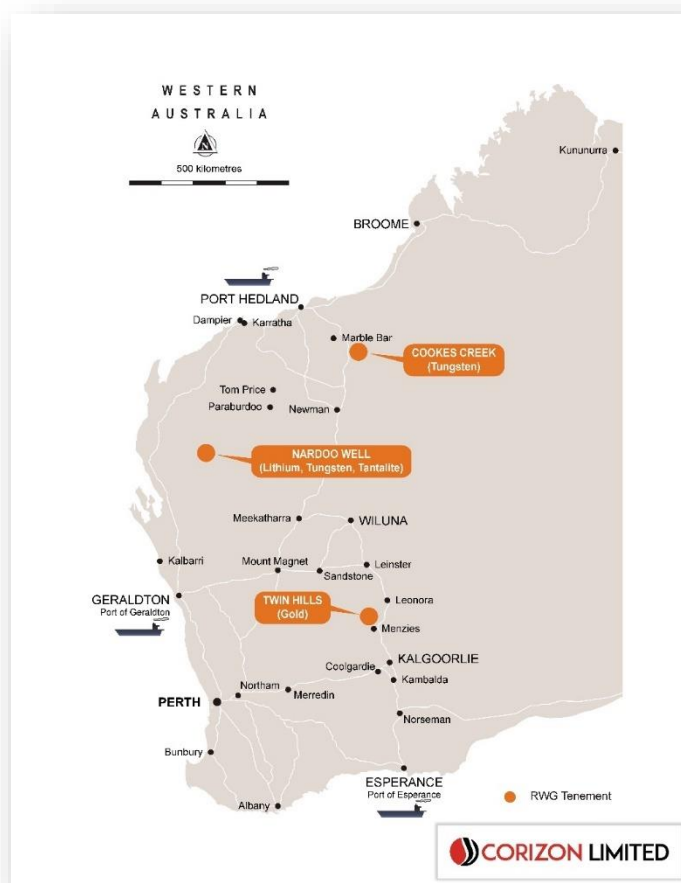 WESTERN
AUSTRALIA
N
500 kilometres
Kununurra
BROOME
PORT HEDLAND
Dampier
Karratha
Marble Bar
COOKES CREEK
(Tungsten)
Tom Price
Paraburdoo
Newman
NARDOO WELL
(Lithium, Tungsten, Tantalite)
Meekatharra
WILUNA
Kalbarri
Mount Magnet
Leinster
Sandstone
GERALDTON
Port of Geraldton
TWIN HILLS
(Gold)
Leonora
Menzies
KALGOORLIE
Coolgardie
Kambalda
Northam
Merredin
PERTH
Norseman
Bunbury
ESPERANCE
Port of Esperance
Albany
RWG Tenement
CORIZON LIMITED